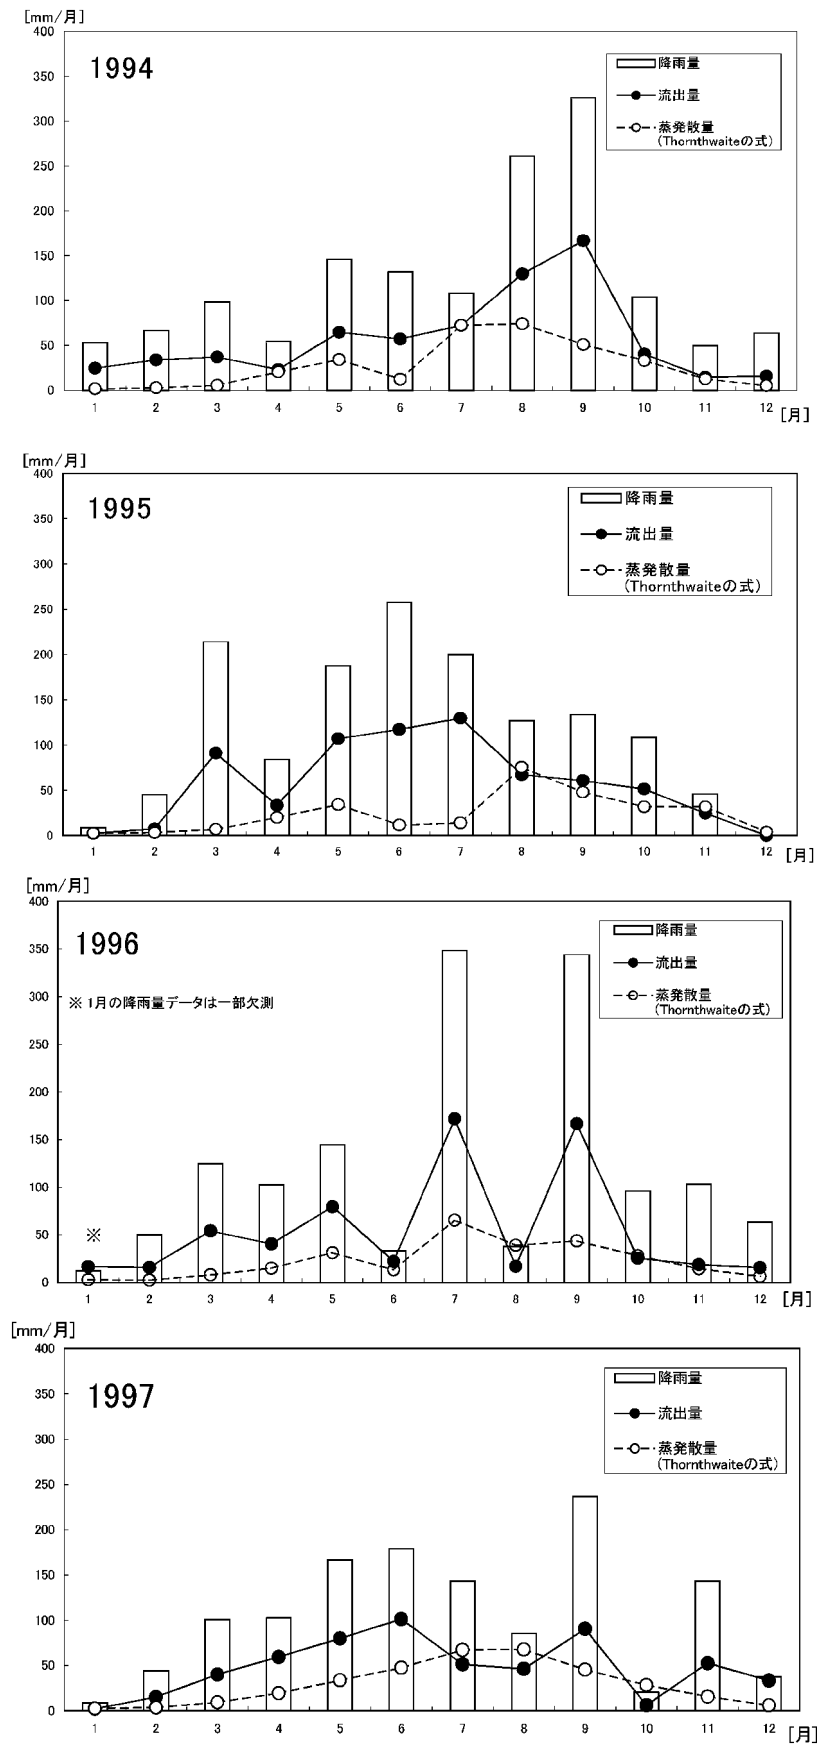 [mm/月]
400
1994
降雨量
流出量
蒸発散量
(Thornthwaiteの式)
350
300
250
200
150
100
50
0
1 2 3 4 5 6 7 8 9 10 11 12
[月]
[mm/月]
400
1995
降雨量
流出量
蒸発散量
(Thornthwaiteの式)
350
300
250
200
150
100
50
0
1 2 3 4 5 6 7 8 9 10 11 12
[月]
[mm/月]
400
1996
※ 1月の降雨量データは一部欠測
降雨量
流出量
蒸発散量
(Thornthwaiteの式)
350
300
250
200
150
100
50
0
※
1 2 3 4 5 6 7 8 9 10 11 12
[月]
[mm/月]
400
1997
降雨量
流出量
蒸発散量
(Thornthwaiteの式)
350
300
250
200
150
100
50
0
1 2 3 4 5 6 7 8 9 10 11 12
[月]